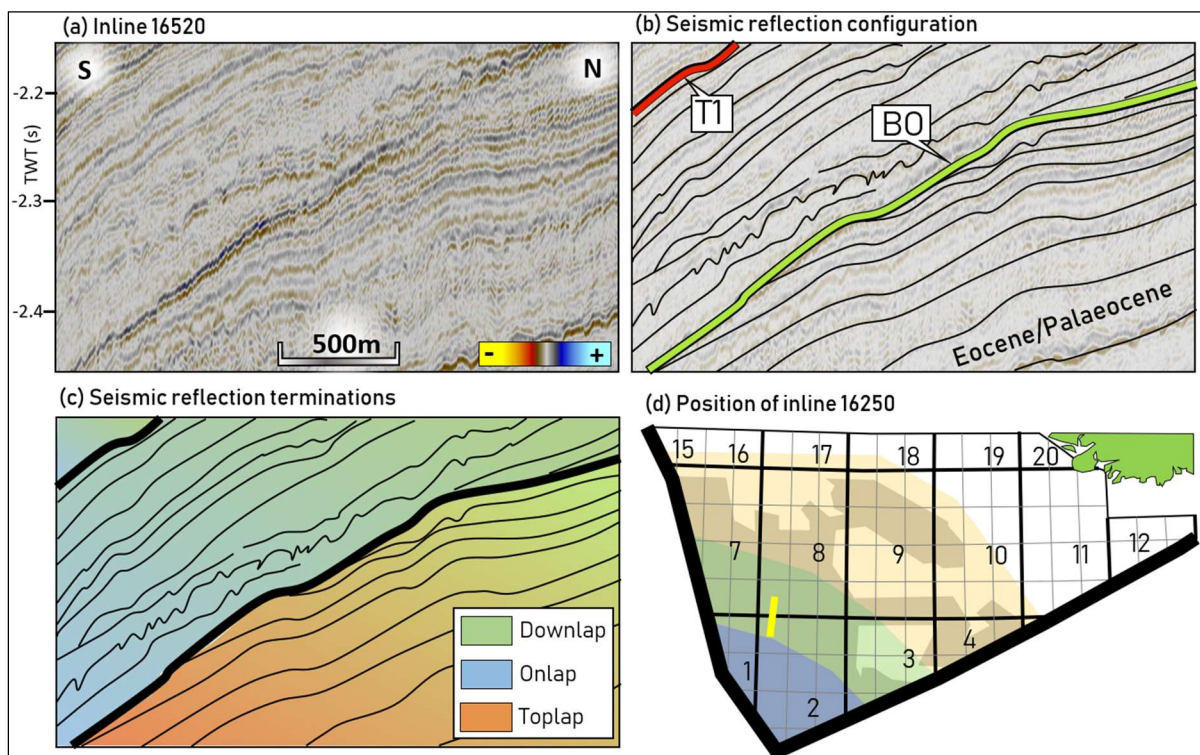 (a) Inline 16520
S
N
-2.2
TWT (s)
-2.3
-2.4
500m
-
+
(b) Seismic reflection configuration
T1
BO
Eocene/Palaeocene
(c) Seismic reflection terminations
Downlap
Onlap
Toplap
(d) Position of inline 16250
15 16 17 18 19 20
7 8 9 10 11 12
1 2 3 4